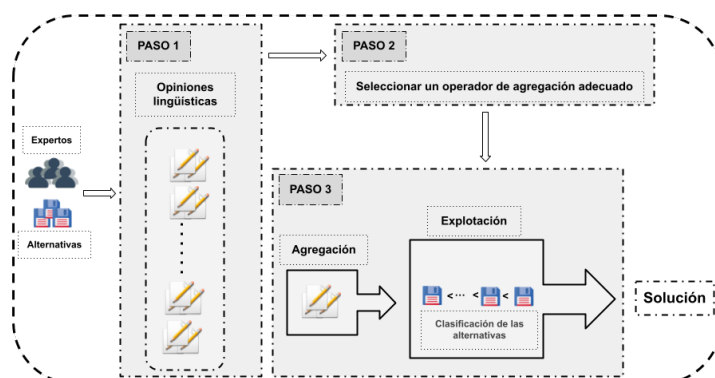 PASO 1
Opiniones
lingüísticas
Expertos
Alternativas
PASO 2
Seleccionar un operador de agregación adecuado
PASO 3
Agregación
Explotación
< ··· < <
Clasificación de las
alternativas
Solución